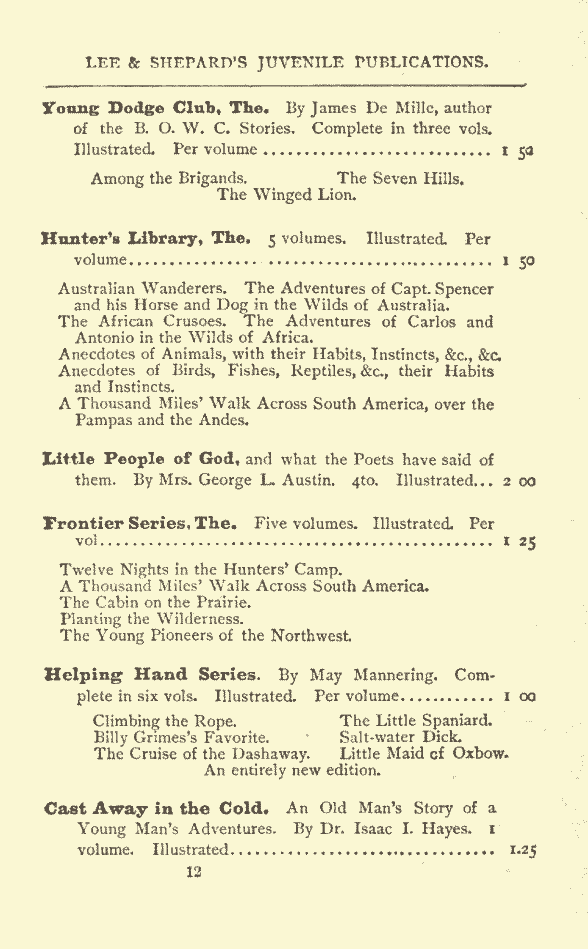 LEE & SHEPARD'S JUVENILE PUBLICATIONS.
Young Dodge Club, The. By James De Mille, author
of the B. O. W. C. Stories. Complete in three vols.
Illustrated. Per volume ............................ 1 50
Among the Brigands. The Seven Hills.
The Winged Lion.
Hunter's Library, The. 5 volumes. Illustrated. Per
volume............................................. 1 50
Australian Wanderers. The Adventures of Capt. Spencer
and his Horse and Dog in the Wilds of Australia.
The African Crusoes. The Adventures of Carlos and
Antonio in the Wilds of Africa.
Anecdotes of Animals, with their Habits, Instincts, &c., &c.
Anecdotes of Birds, Fishes, Reptiles, &c., their Habits
and Instincts.
A Thousand Miles' Walk Across South America, over the
Pampas and the Andes.
Little People of God, and what the Poets have said of
them. By Mrs. George L. Austin. 4to. Illustrated... 2 00
Frontier Series, The. Five volumes. Illustrated. Per
vol................................................ 1 25
Twelve Nights in the Hunters' Camp.
A Thousand Miles' Walk Across South America.
The Cabin on the Prairie.
Planting the Wilderness.
The Young Pioneers of the Northwest.
Helping Hand Series. By May Mannering. Com-
plete in six vols. Illustrated. Per volume............ 1 00
Climbing the Rope. The Little Spaniard.
Billy Grimes's Favorite. Salt-water Dick.
The Cruise of the Dashaway. Little Maid of Oxbow.
An entirely new edition.
Cast Away in the Cold. An Old Man's Story of a
Young Man's Adventures. By Dr. Isaac I. Hayes. 1
volume. Illustrated................................. 1.25
12